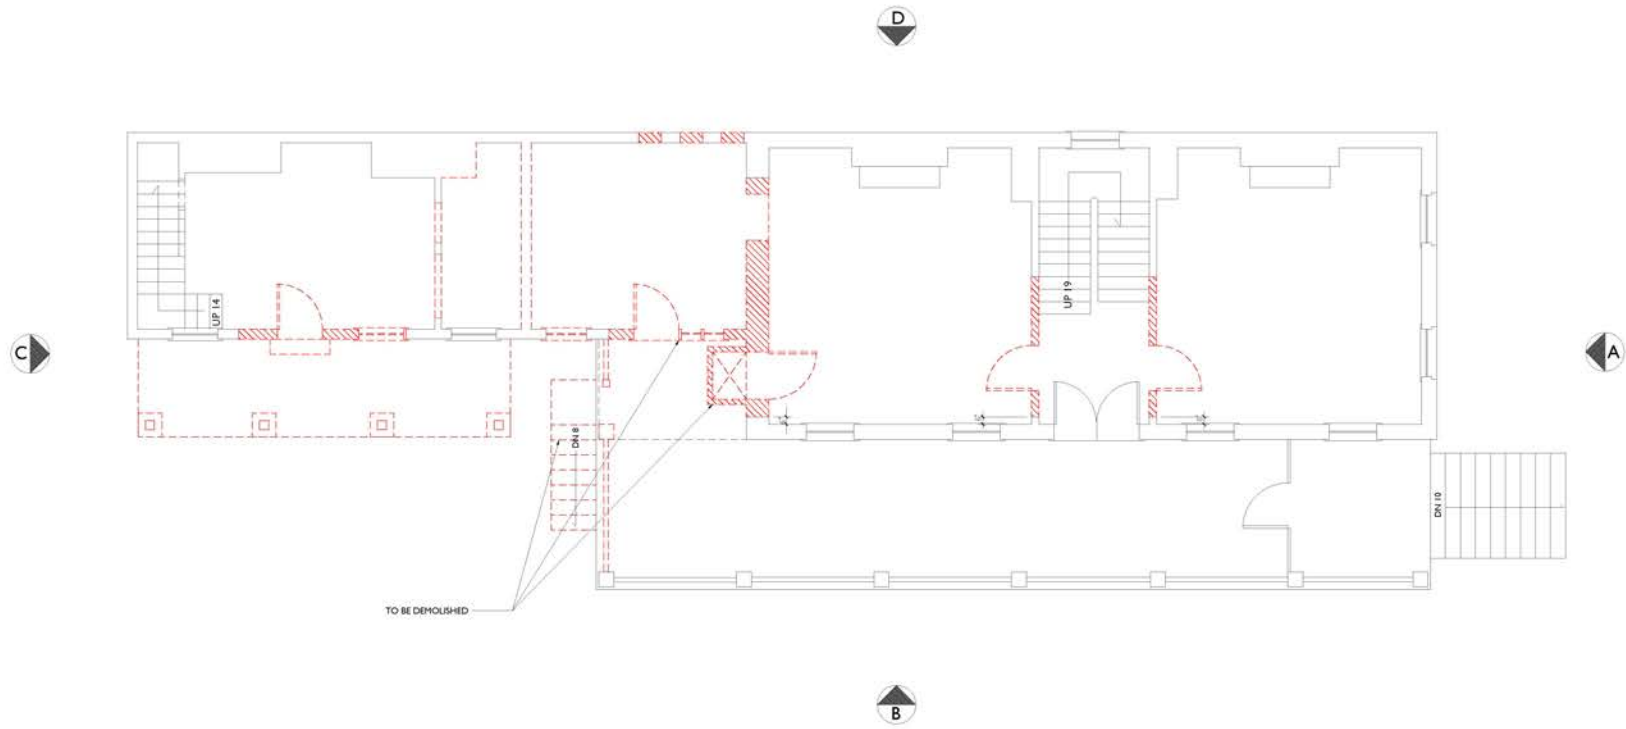 D
UP 14
UP 19
C
A
DN 8
DN 10
TO BE DEMOLISHED
B